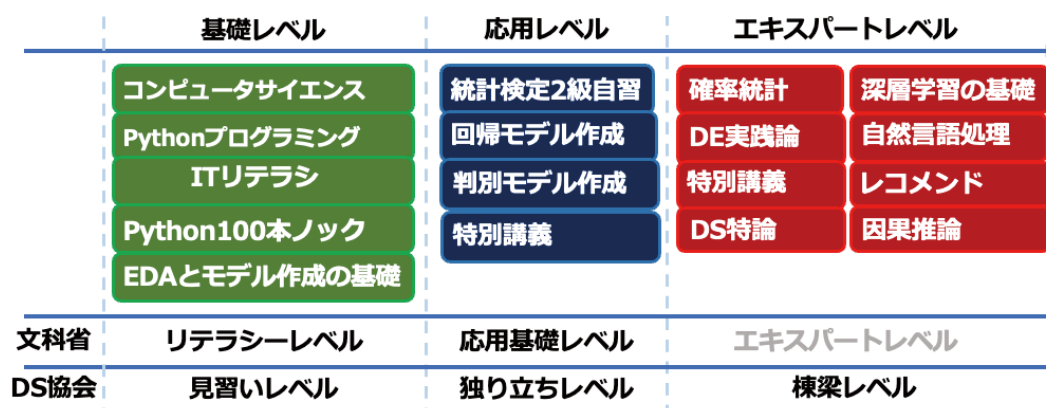 基礎レベル
応用レベル
エキスパートレベル
コンピュータサイエンス
Pythonプログラミング
ITリテラシ
Python100本ノック
EDAとモデル作成の基礎
統計検定2級自習
回帰モデル作成
判別モデル作成
特別講義
確率統計
DE実践論
特別講義
DS特論
深層学習の基礎
自然言語処理
レコメンド
因果推論
文科省
リテラシーレベル
応用基礎レベル
エキスパートレベル
DS協会
見習いレベル
独り立ちレベル
棟梁レベル